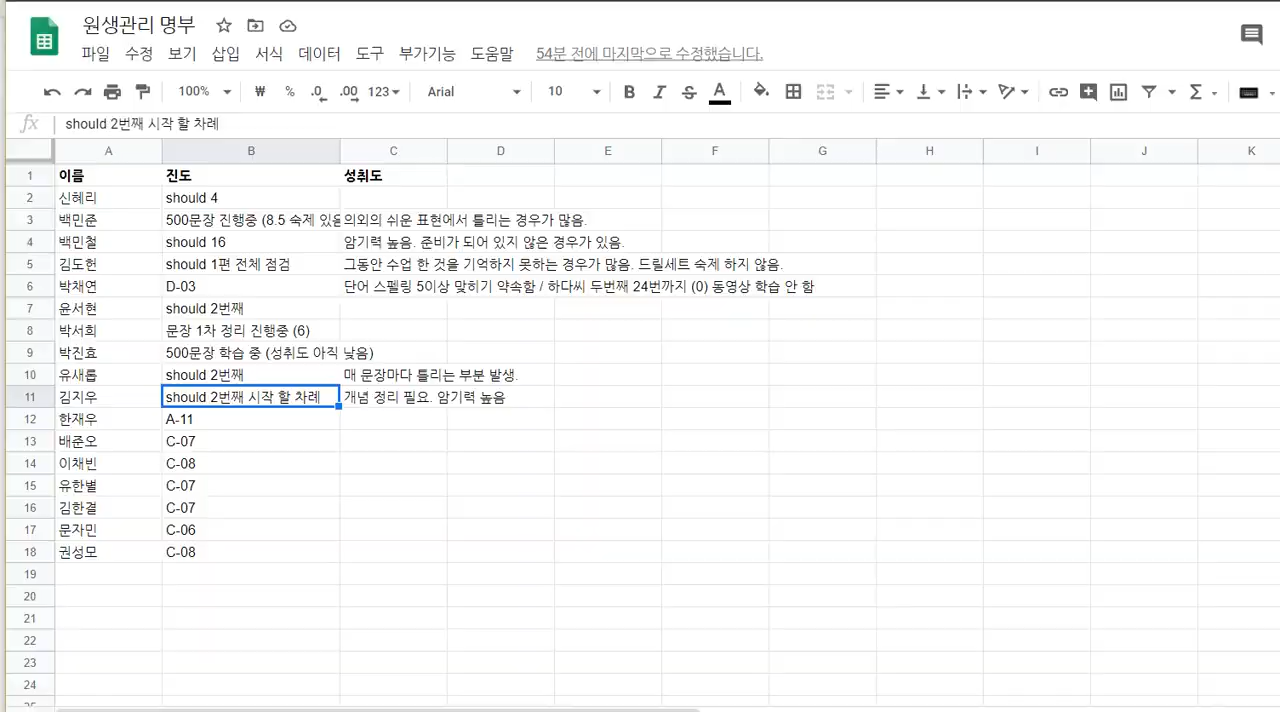 원생관리 명부
파일 수정 보기 삽입 서식 데이터 도구 부가기능 도움말 54분 전에 마지막으로 수정했습니다.
100% ₩ % .0 .00 123 Arial 10 B I S A Σ
fx should 2번째 시작 할 차례
A B C D E F G H I J K
1 이름 진도 성취도
2 신혜리 should 4
3 백민준 500문장 진행중 (8.5 숙제 있음 의외의 쉬운 표현에서 틀리는 경우가 많음.
4 백민철 should 16 암기력 높음. 준비가 되어 있지 않은 경우가 있음.
5 김도헌 should 1편 전체 점검 그동안 수업 한 것을 기억하지 못하는 경우가 많음. 드릴세트 숙제 하지 않음.
6 박채연 D-03 단어 스펠링 5이상 맞히기 약속함 / 하다씨 두번째 24번까지 (0) 동영상 학습 안 함
7 윤서현 should 2번째
8 박서희 문장 1차 정리 진행중 (6)
9 박진효 500문장 학습 중 (성취도 아직 낮음)
10 유새롭 should 2번째 매 문장마다 틀리는 부분 발생.
11 김지우 should 2번째 시작 할 차례 개념 정리 필요. 암기력 높음
12 한재우 A-11
13 배준오 C-07
14 이채빈 C-08
15 유한별 C-07
16 김한결 C-07
17 문자민 C-06
18 권성모 C-08
19
20
21
22
23
24